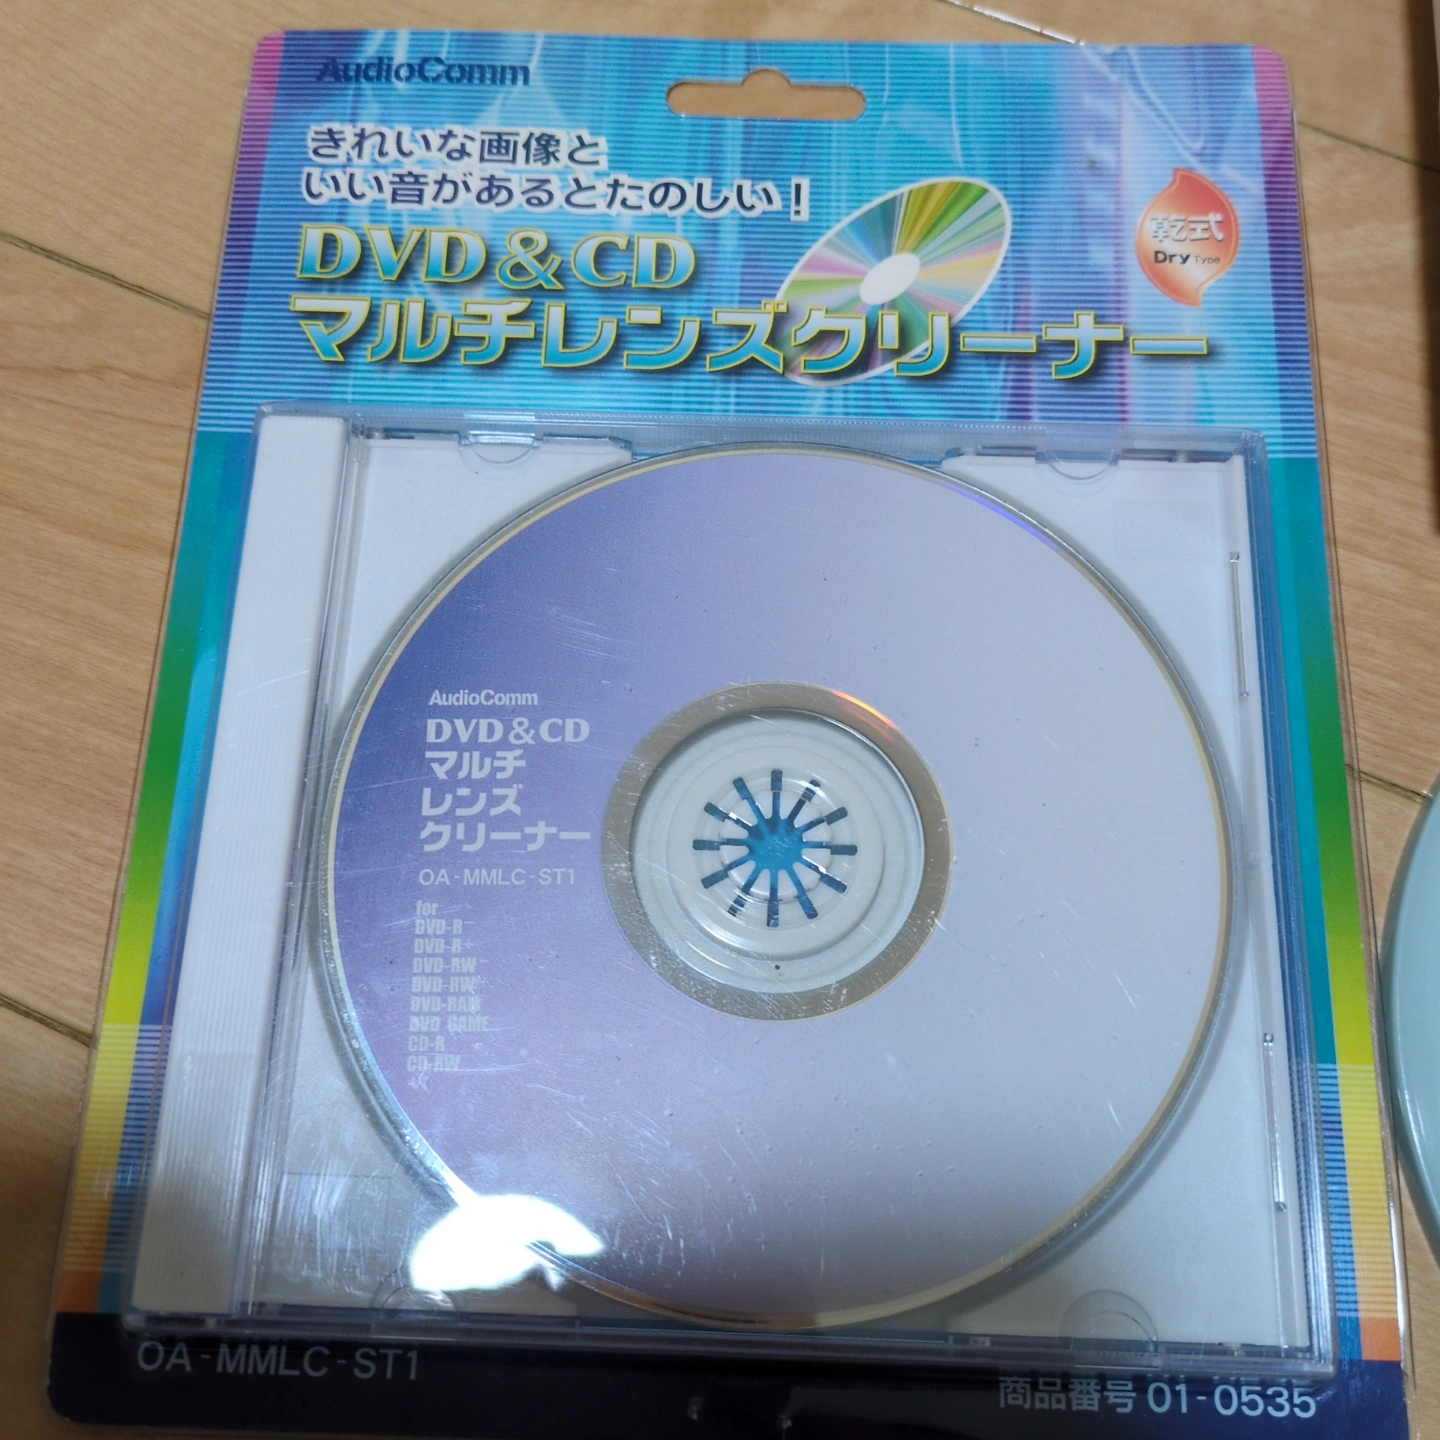 AudioComm
きれいな画像と
いい音があるとたのしい!
乾式
Dry Type
DVD&CD
マルチレンズクリーナー
AudioComm
DVD&CD
マルチ
レンズ
クリーナー
OA-MMLC-ST1
for
DVD-R-
DVD-R+
DVD-RW-
DVD-RW+
DVD-RAM
DVD GAME
CD-R
CD-RW
OA-MMLC-ST1
商品番号 01-0535